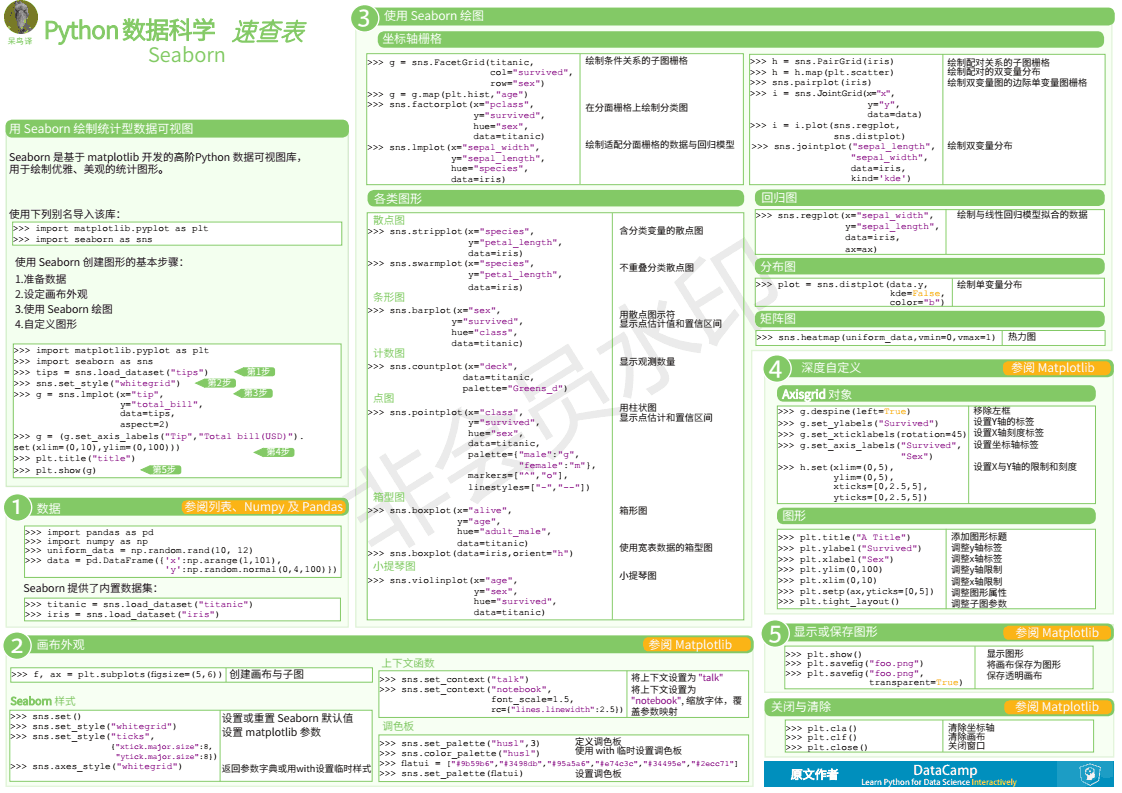 呆鸟译
Python 数据科学 速查表
Seaborn
用 Seaborn 绘制统计型数据可视图
Seaborn 是基于 matplotlib 开发的高阶Python 数据可视图库，
用于绘制优雅、美观的统计图形。
使用下列别名导入该库：
>>> import matplotlib.pyplot as plt
>>> import seaborn as sns
使用 Seaborn 创建图形的基本步骤：
1.准备数据
2.设定画布外观
3.使用 Seaborn 绘图
4.自定义图形
>>> import matplotlib.pyplot as plt
>>> import seaborn as sns
>>> tips = sns.load_dataset("tips") 第1步
>>> sns.set_style("whitegrid") 第2步
>>> g = sns.lmplot(x="tip", 第3步
y="total_bill",
data=tips,
aspect=2)
>>> g = (g.set_axis_labels("Tip","Total bill(USD)").
set(xlim=(0,10),ylim=(0,100)))
第4步
>>> plt.title("title")
>>> plt.show(g) 第5步
1 数据 参阅列表、Numpy 及 Pandas
>>> import pandas as pd
>>> import numpy as np
>>> uniform_data = np.random.rand(10, 12)
>>> data = pd.DataFrame({'x':np.arange(1,101),
'y':np.random.normal(0,4,100)})
Seaborn 提供了内置数据集：
>>> titanic = sns.load_dataset("titanic")
>>> iris = sns.load_dataset("iris")
2 画布外观 参阅 Matplotlib
>>> f, ax = plt.subplots(figsize=(5,6)) 创建画布与子图
Seaborn 样式
>>> sns.set() 设置或重置 Seaborn 默认值
>>> sns.set_style("whitegrid") 设置 matplotlib 参数
>>> sns.set_style("ticks",
{"xtick.major.size":8,
"ytick.major.size":8})
>>> sns.axes_style("whitegrid") 返回参数字典或用with设置临时样式
上下文函数
>>> sns.set_context("talk") 将上下文设置为 "talk"
>>> sns.set_context("notebook", 将上下文设置为
font_scale=1.5, "notebook", 缩放字体，覆
rc={"lines.linewidth":2.5}) 盖参数映射
调色板
>>> sns.set_palette("husl",3) 定义调色板
>>> sns.color_palette("husl") 使用 with 临时设置调色板
>>> flatui = ["#9b59b6","#3498db","#95a5a6","#e74c3c","#34495e","#2ecc71"]
>>> sns.set_palette(flatui) 设置调色板
3 使用 Seaborn 绘图
坐标轴栅格
>>> g = sns.FacetGrid(titanic, 绘制条件关系的子图栅格
col="survived",
row="sex")
>>> g = g.map(plt.hist,"age")
>>> sns.factorplot(x="pclass", 在分面栅格上绘制分类图
y="survived",
hue="sex",
data=titanic)
>>> sns.lmplot(x="sepal_width", 绘制适配分面栅格的数据与回归模型
y="sepal_length",
hue="species",
data=iris)
>>> h = sns.PairGrid(iris) 绘制配对关系的子图栅格
>>> h = h.map(plt.scatter) 绘制配对的双变量分布
>>> sns.pairplot(iris) 绘制双变量图的边际单变量图栅格
>>> i = sns.JointGrid(x="x",
y="y",
data=data)
>>> i = i.plot(sns.regplot,
sns.distplot)
>>> sns.jointplot("sepal_length", 绘制双变量分布
"sepal_width",
data=iris,
kind='kde')
各类图形
散点图
>>> sns.stripplot(x="species", 含分类变量的散点图
y="petal_length",
data=iris)
>>> sns.swarmplot(x="species", 不重叠分类散点图
y="petal_length",
data=iris)
条形图
>>> sns.barplot(x="sex", 用散点图示符
y="survived", 显示点估计值和置信区间
hue="class",
data=titanic)
计数图
>>> sns.countplot(x="deck", 显示观测数量
data=titanic,
palette="Greens_d")
点图
>>> sns.pointplot(x="class", 用柱状图
y="survived", 显示点估计和置信区间
hue="sex",
data=titanic,
palette={"male":"g",
"female":"m"},
markers=["^","o"],
linestyles=["-","--"])
箱型图
>>> sns.boxplot(x="alive", 箱形图
y="age",
hue="adult_male",
data=titanic)
>>> sns.boxplot(data=iris,orient="h") 使用宽表数据的箱型图
小提琴图
>>> sns.violinplot(x="age", 小提琴图
y="sex",
hue="survived",
data=titanic)
回归图
>>> sns.regplot(x="sepal_width", 绘制与线性回归模型拟合的数据
y="sepal_length",
data=iris,
ax=ax)
分布图
>>> plot = sns.distplot(data.y, 绘制单变量分布
kde=False,
color="b")
矩阵图
>>> sns.heatmap(uniform_data,vmin=0,vmax=1) 热力图
4 深度自定义 参阅 Matplotlib
Axisgrid 对象
>>> g.despine(left=True) 移除左框
>>> g.set_ylabels("Survived") 设置Y轴的标签
>>> g.set_xticklabels(rotation=45) 设置X轴刻度标签
>>> g.set_axis_labels("Survived", 设置坐标轴标签
"Sex")
>>> h.set(xlim=(0,5), 设置X与Y轴的限制和刻度
ylim=(0,5),
xticks=[0,2.5,5],
yticks=[0,2.5,5])
图形
>>> plt.title("A Title") 添加图形标题
>>> plt.ylabel("Survived") 调整y轴标签
>>> plt.xlabel("Sex") 调整x轴标签
>>> plt.ylim(0,100) 调整y轴限制
>>> plt.xlim(0,10) 调整x轴限制
>>> plt.setp(ax,yticks=[0,5]) 调整图形属性
>>> plt.tight_layout() 调整子图参数
5 显示或保存图形 参阅 Matplotlib
>>> plt.show() 显示图形
>>> plt.savefig("foo.png") 将画布保存为图形
>>> plt.savefig("foo.png", 保存透明画布
transparent=True)
关闭与清除 参阅 Matplotlib
>>> plt.cla() 清除坐标轴
>>> plt.clf() 清除画布
>>> plt.close() 关闭窗口
原文作者 DataCamp
Learn Python for Data Science Interactively
非会员水印